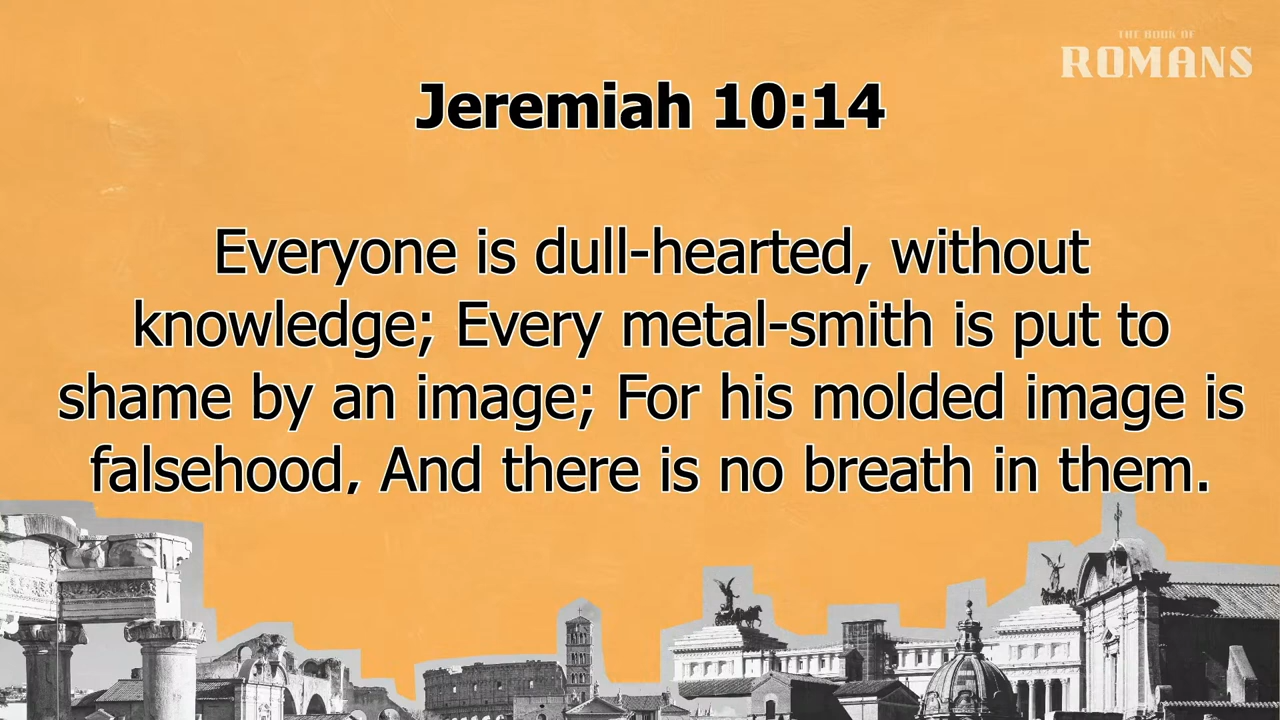 THE BOOK OF
ROMANS
Jeremiah 10:14
Everyone is dull-hearted, without
knowledge; Every metal-smith is put to
shame by an image; For his molded image is
falsehood, And there is no breath in them.